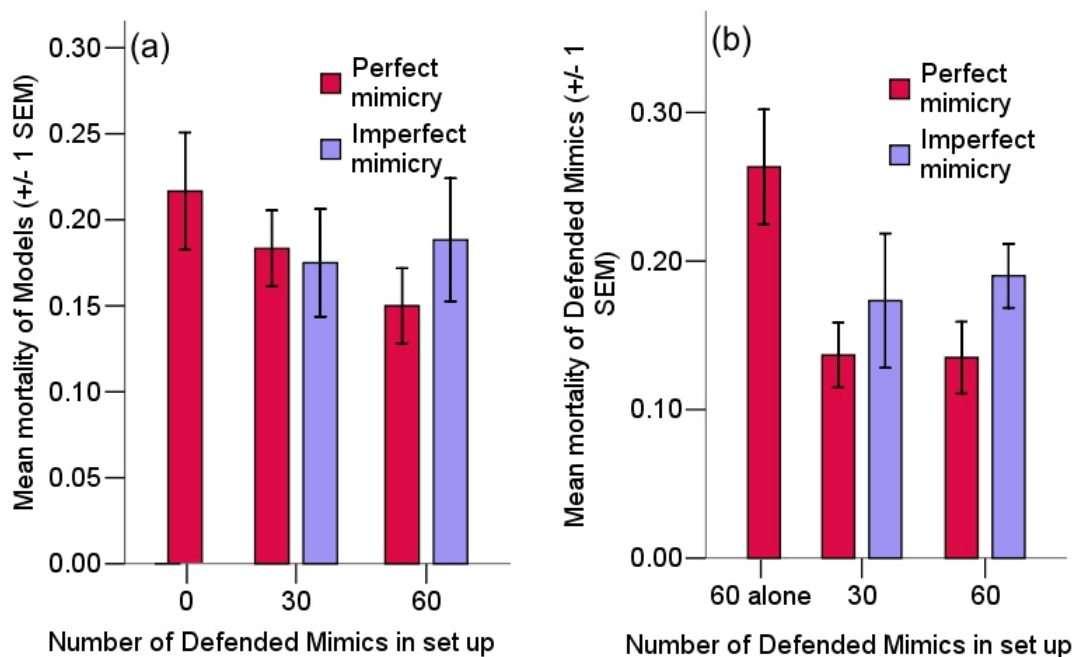 (a)
Mean mortality of Models (+/- 1 SEM)
0.30
0.25
0.20
0.15
0.10
0.05
0.00
Perfect
mimicry
Imperfect
mimicry
0 30 60
Number of Defended Mimics in set up
(b)
Mean mortality of Defended Mimics (+/- 1
SEM)
0.30
0.20
0.10
0.00
Perfect
mimicry
Imperfect
mimicry
60 alone 30 60
Number of Defended Mimics in set up